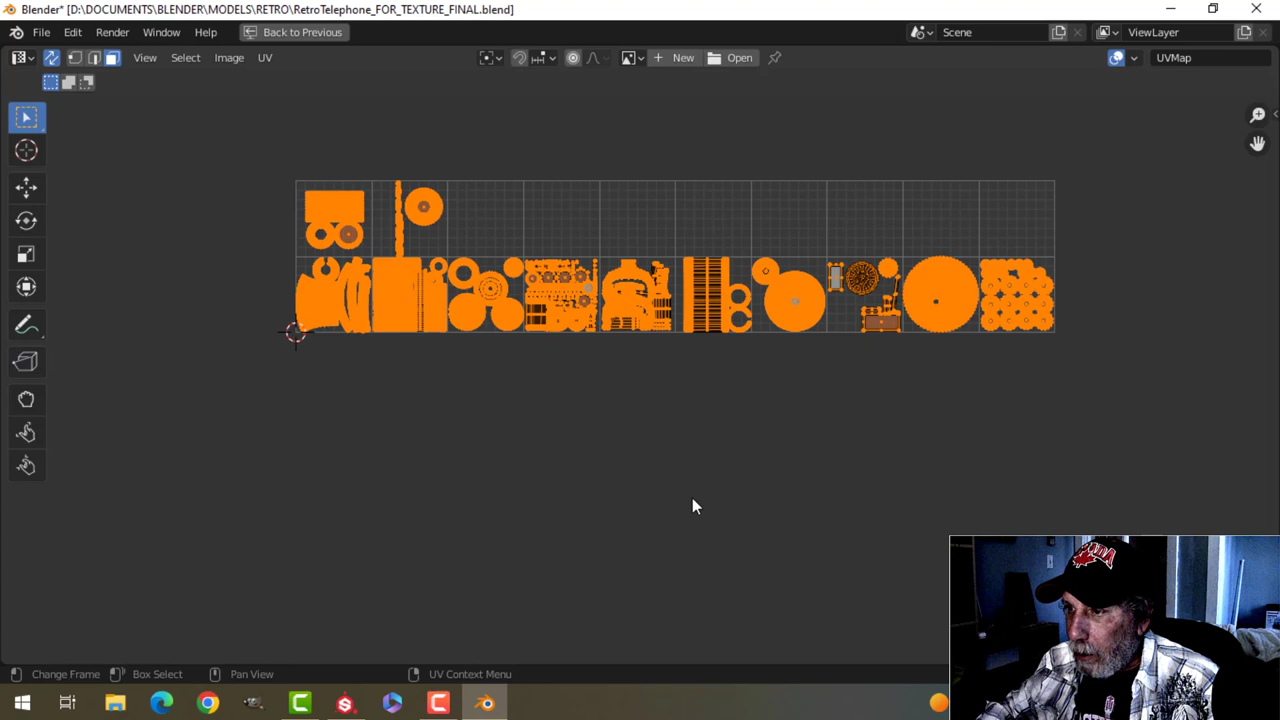 Blender* [D:\DOCUMENTS\BLENDER\MODELS\RETRO\RetroTelephone_FOR_TEXTURE_FINAL.blend]
File Edit Render Window Help Back to Previous Scene ViewLayer
View Select Image UV New Open UVMap
Change Frame Box Select Pan View UV Context Menu